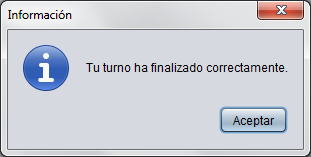 Información
Tu turno ha finalizado correctamente.
Aceptar